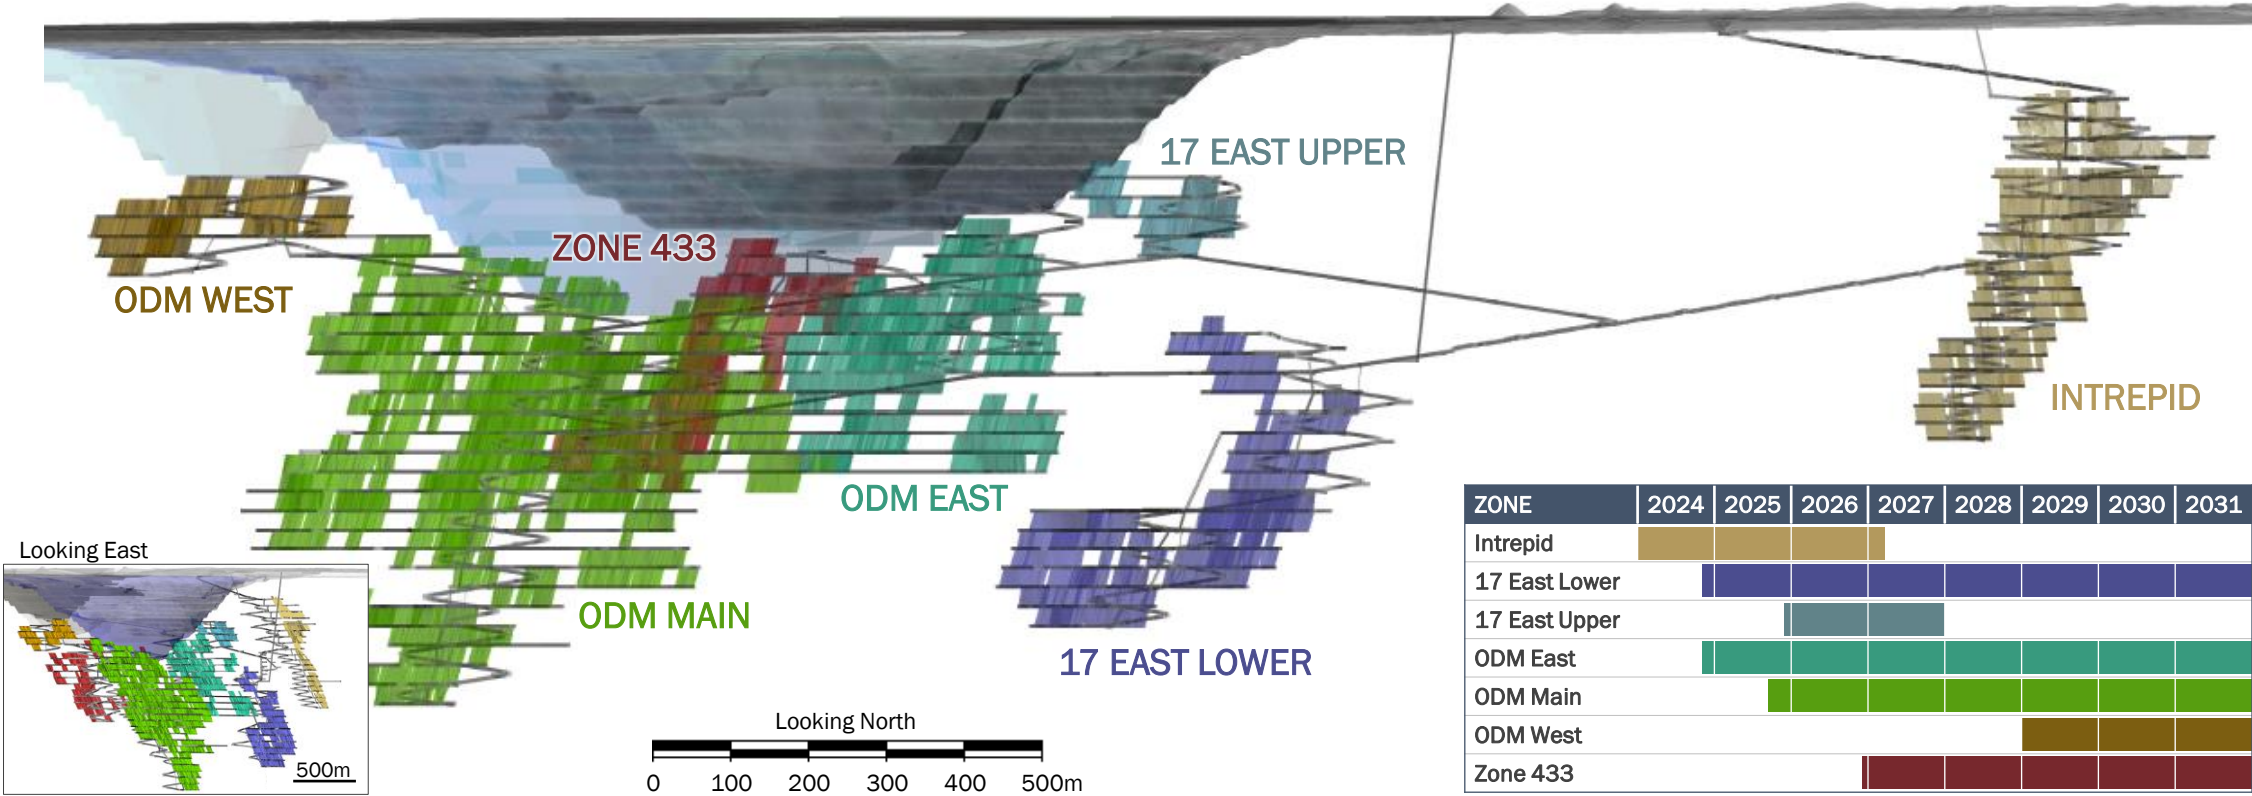 17 EAST UPPER
ZONE 433
ODM WEST
INTREPID
ODM EAST
ODM MAIN
17 EAST LOWER
Looking East
500m
Looking North
0 100 200 300 400 500m
ZONE 2024 2025 2026 2027 2028 2029 2030 2031
Intrepid
17 East Lower
17 East Upper
ODM East
ODM Main
ODM West
Zone 433